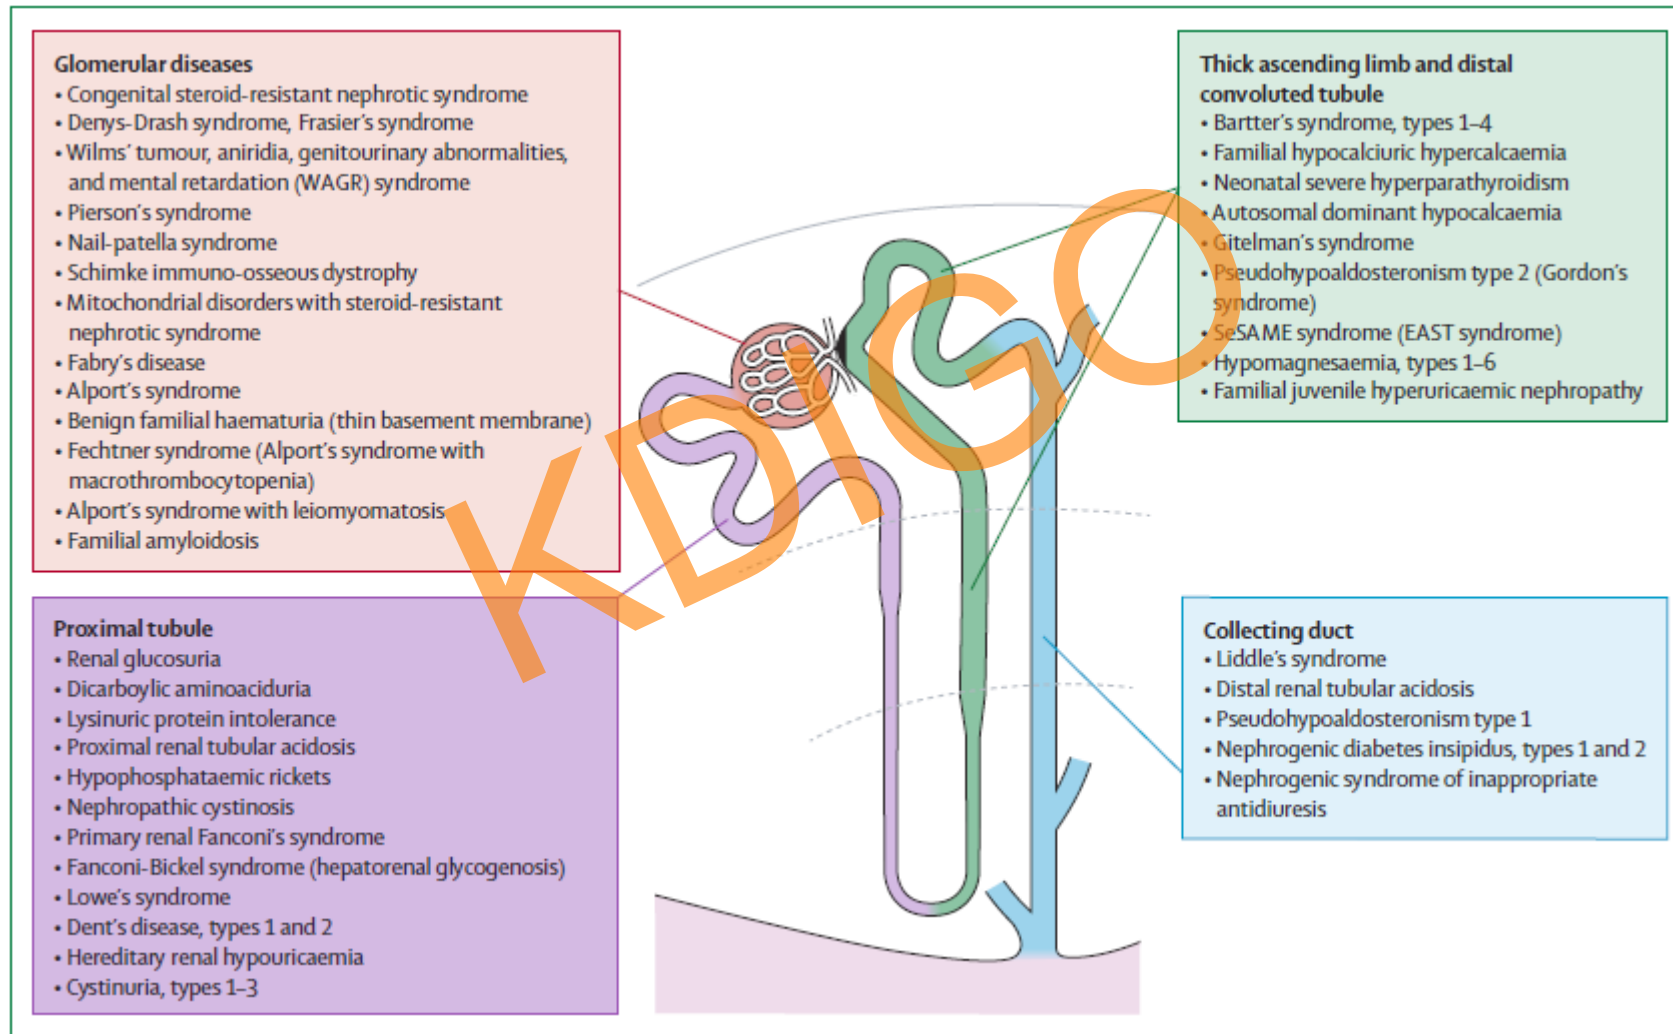 Glomerular diseases
• Congenital steroid-resistant nephrotic syndrome
• Denys-Drash syndrome, Frasier's syndrome
• Wilms' tumour, aniridia, genitourinary abnormalities,
and mental retardation (WAGR) syndrome
• Pierson's syndrome
• Nail-patella syndrome
• Schimke immuno-osseous dystrophy
• Mitochondrial disorders with steroid-resistant
nephrotic syndrome
• Fabry's disease
• Alport's syndrome
• Benign familial haematuria (thin basement membrane)
• Fechtner syndrome (Alport's syndrome with
macrothrombocytopenia)
• Alport's syndrome with leiomyomatosis
• Familial amyloidosis
Proximal tubule
• Renal glucosuria
• Dicarboylic aminoaciduria
• Lysinuric protein intolerance
• Proximal renal tubular acidosis
• Hypophosphataemic rickets
• Nephropathic cystinosis
• Primary renal Fanconi's syndrome
• Fanconi-Bickel syndrome (hepatorenal glycogenosis)
• Lowe's syndrome
• Dent's disease, types 1 and 2
• Hereditary renal hypouricaemia
• Cystinuria, types 1–3
Thick ascending limb and distal
convoluted tubule
• Bartter's syndrome, types 1–4
• Familial hypocalciuric hypercalcaemia
• Neonatal severe hyperparathyroidism
• Autosomal dominant hypocalcaemia
• Gitelman's syndrome
• Pseudohypoaldosteronism type 2 (Gordon's
syndrome)
• SeSAME syndrome (EAST syndrome)
• Hypomagnesaemia, types 1–6
• Familial juvenile hyperuricaemic nephropathy
Collecting duct
• Liddle's syndrome
• Distal renal tubular acidosis
• Pseudohypoaldosteronism type 1
• Nephrogenic diabetes insipidus, types 1 and 2
• Nephrogenic syndrome of inappropriate
antidiuresis
KDIGO